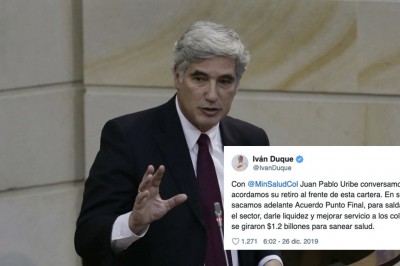 Iván Duque
@IvanDuque
Con @MinSaludCol Juan Pablo Uribe conversamo
acordamos su retiro al frente de esta cartera. En s
sacamos adelante Acuerdo Punto Final, para salda
el sector, darle liquidez y mejorar servicio a los col
se giraron $1.2 billones para sanear salud.
1.271 6:02 - 26 dic. 2019